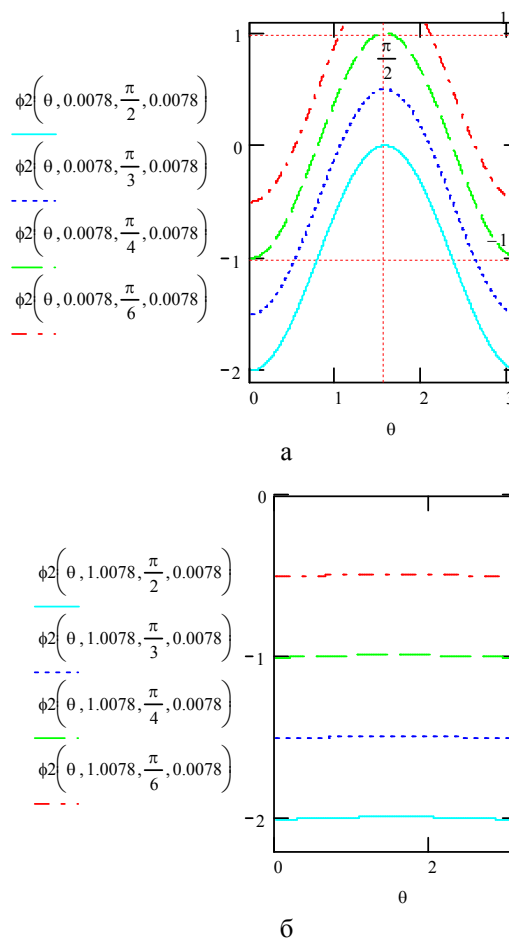 1
1
π/2
ϕ2(θ, 0.0078, π/2, 0.0078)
ϕ2(θ, 0.0078, π/3, 0.0078)
0
ϕ2(θ, 0.0078, π/4, 0.0078)
−1
−1
ϕ2(θ, 0.0078, π/6, 0.0078)
−2
0 1 2 3
θ
а
0
ϕ2(θ, 1.0078, π/2, 0.0078)
ϕ2(θ, 1.0078, π/3, 0.0078)
−1
ϕ2(θ, 1.0078, π/4, 0.0078)
ϕ2(θ, 1.0078, π/6, 0.0078)
−2
0 2
θ
б